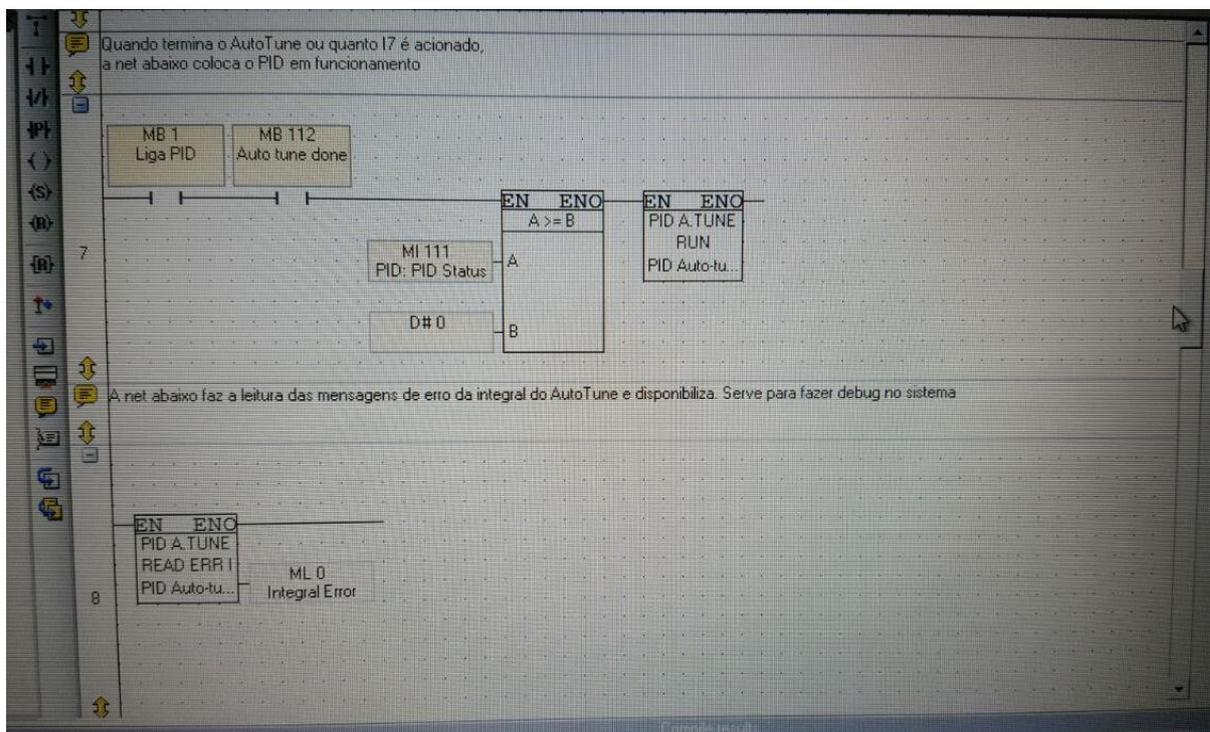 Quando termina o AutoTune ou quanto I7 é acionado,
a net abaixo coloca o PID em funcionamento
MB 1
Liga PID
MB 112
Auto tune done
EN ENO
A >= B
EN ENO
PID A.TUNE
RUN
PID Auto-tu...
7
MI 111
PID: PID Status
A
D# 0
B
A net abaixo faz a leitura das mensagens de erro da integral do AutoTune e disponibiliza. Serve para fazer debug no sistema
EN ENO
PID A.TUNE
READ ERR I
PID Auto-tu...
ML 0
Integral Error
8
Compile results